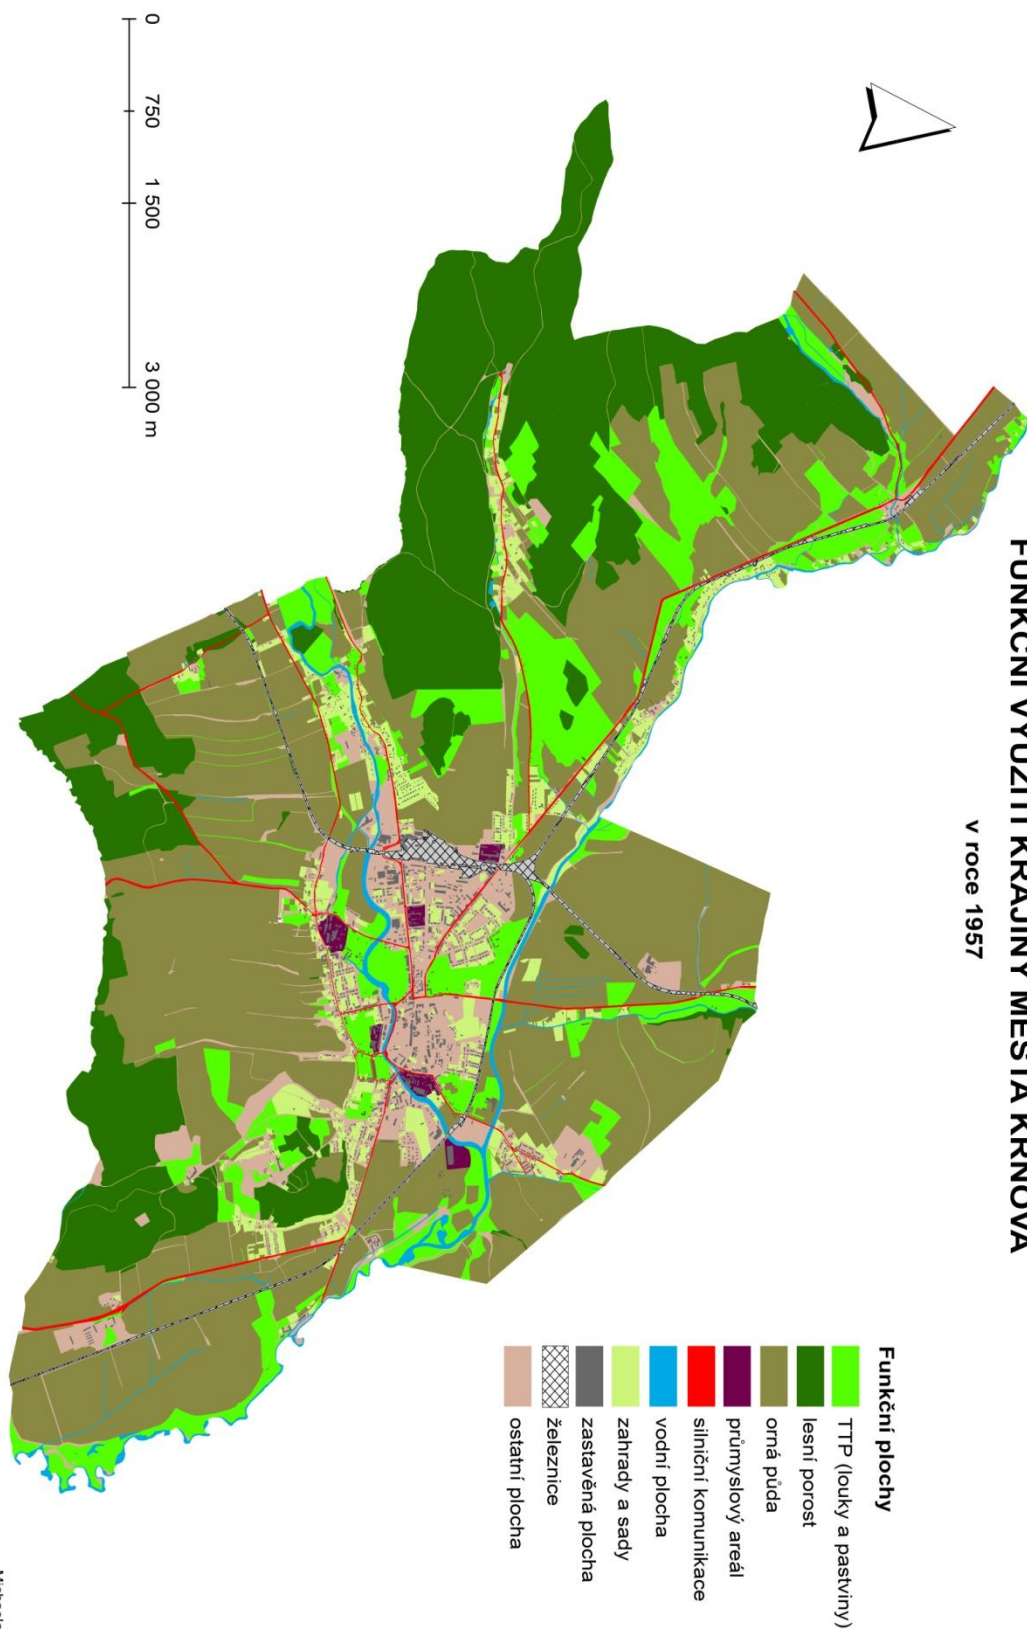 FUNKČNÍ VYUŽITÍ KRAJINY MĚSTA KRNOVA
v roce 1957
Funkční plochy
TTP (louky a pastviny)
lesní porost
orná půda
průmyslový areál
silniční komunikace
vodní plocha
zahrady a sady
zastavěná plocha
železnice
ostatní plocha
0 750 1 500 3 000 m